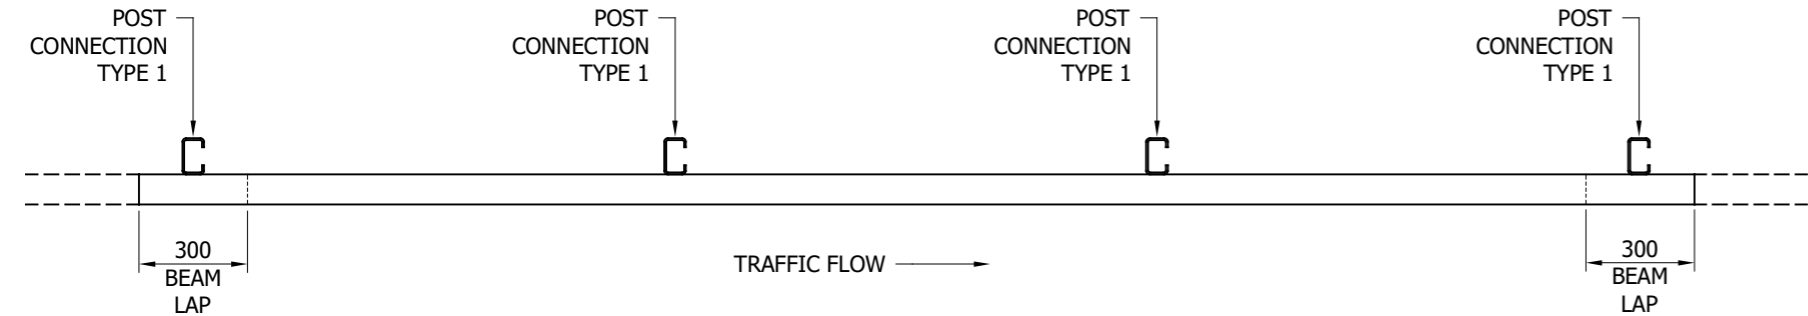 POST
CONNECTION
TYPE 1
POST
CONNECTION
TYPE 1
POST
CONNECTION
TYPE 1
POST
CONNECTION
TYPE 1
300
BEAM
LAP
TRAFFIC FLOW
300
BEAM
LAP